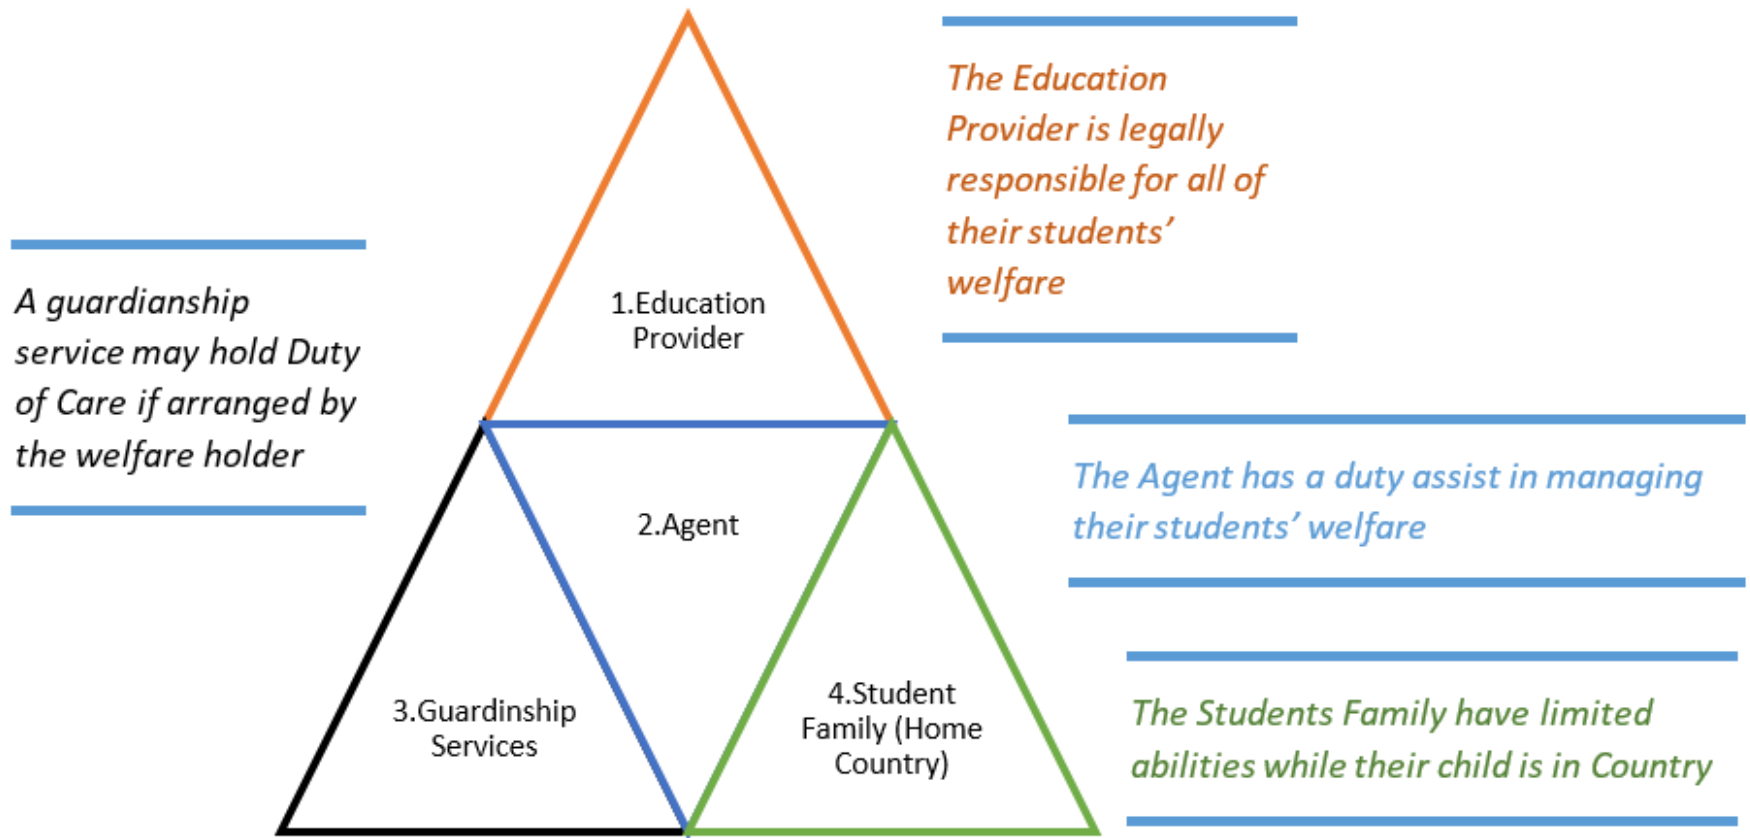 The Education
Provider is legally
responsible for all of
their students’
welfare
A guardianship
service may hold Duty
of Care if arranged by
the welfare holder
1.Education
Provider
The Agent has a duty assist in managing
their students’ welfare
2.Agent
3.Guardinship
Services
4.Student
Family (Home
Country)
The Students Family have limited
abilities while their child is in Country